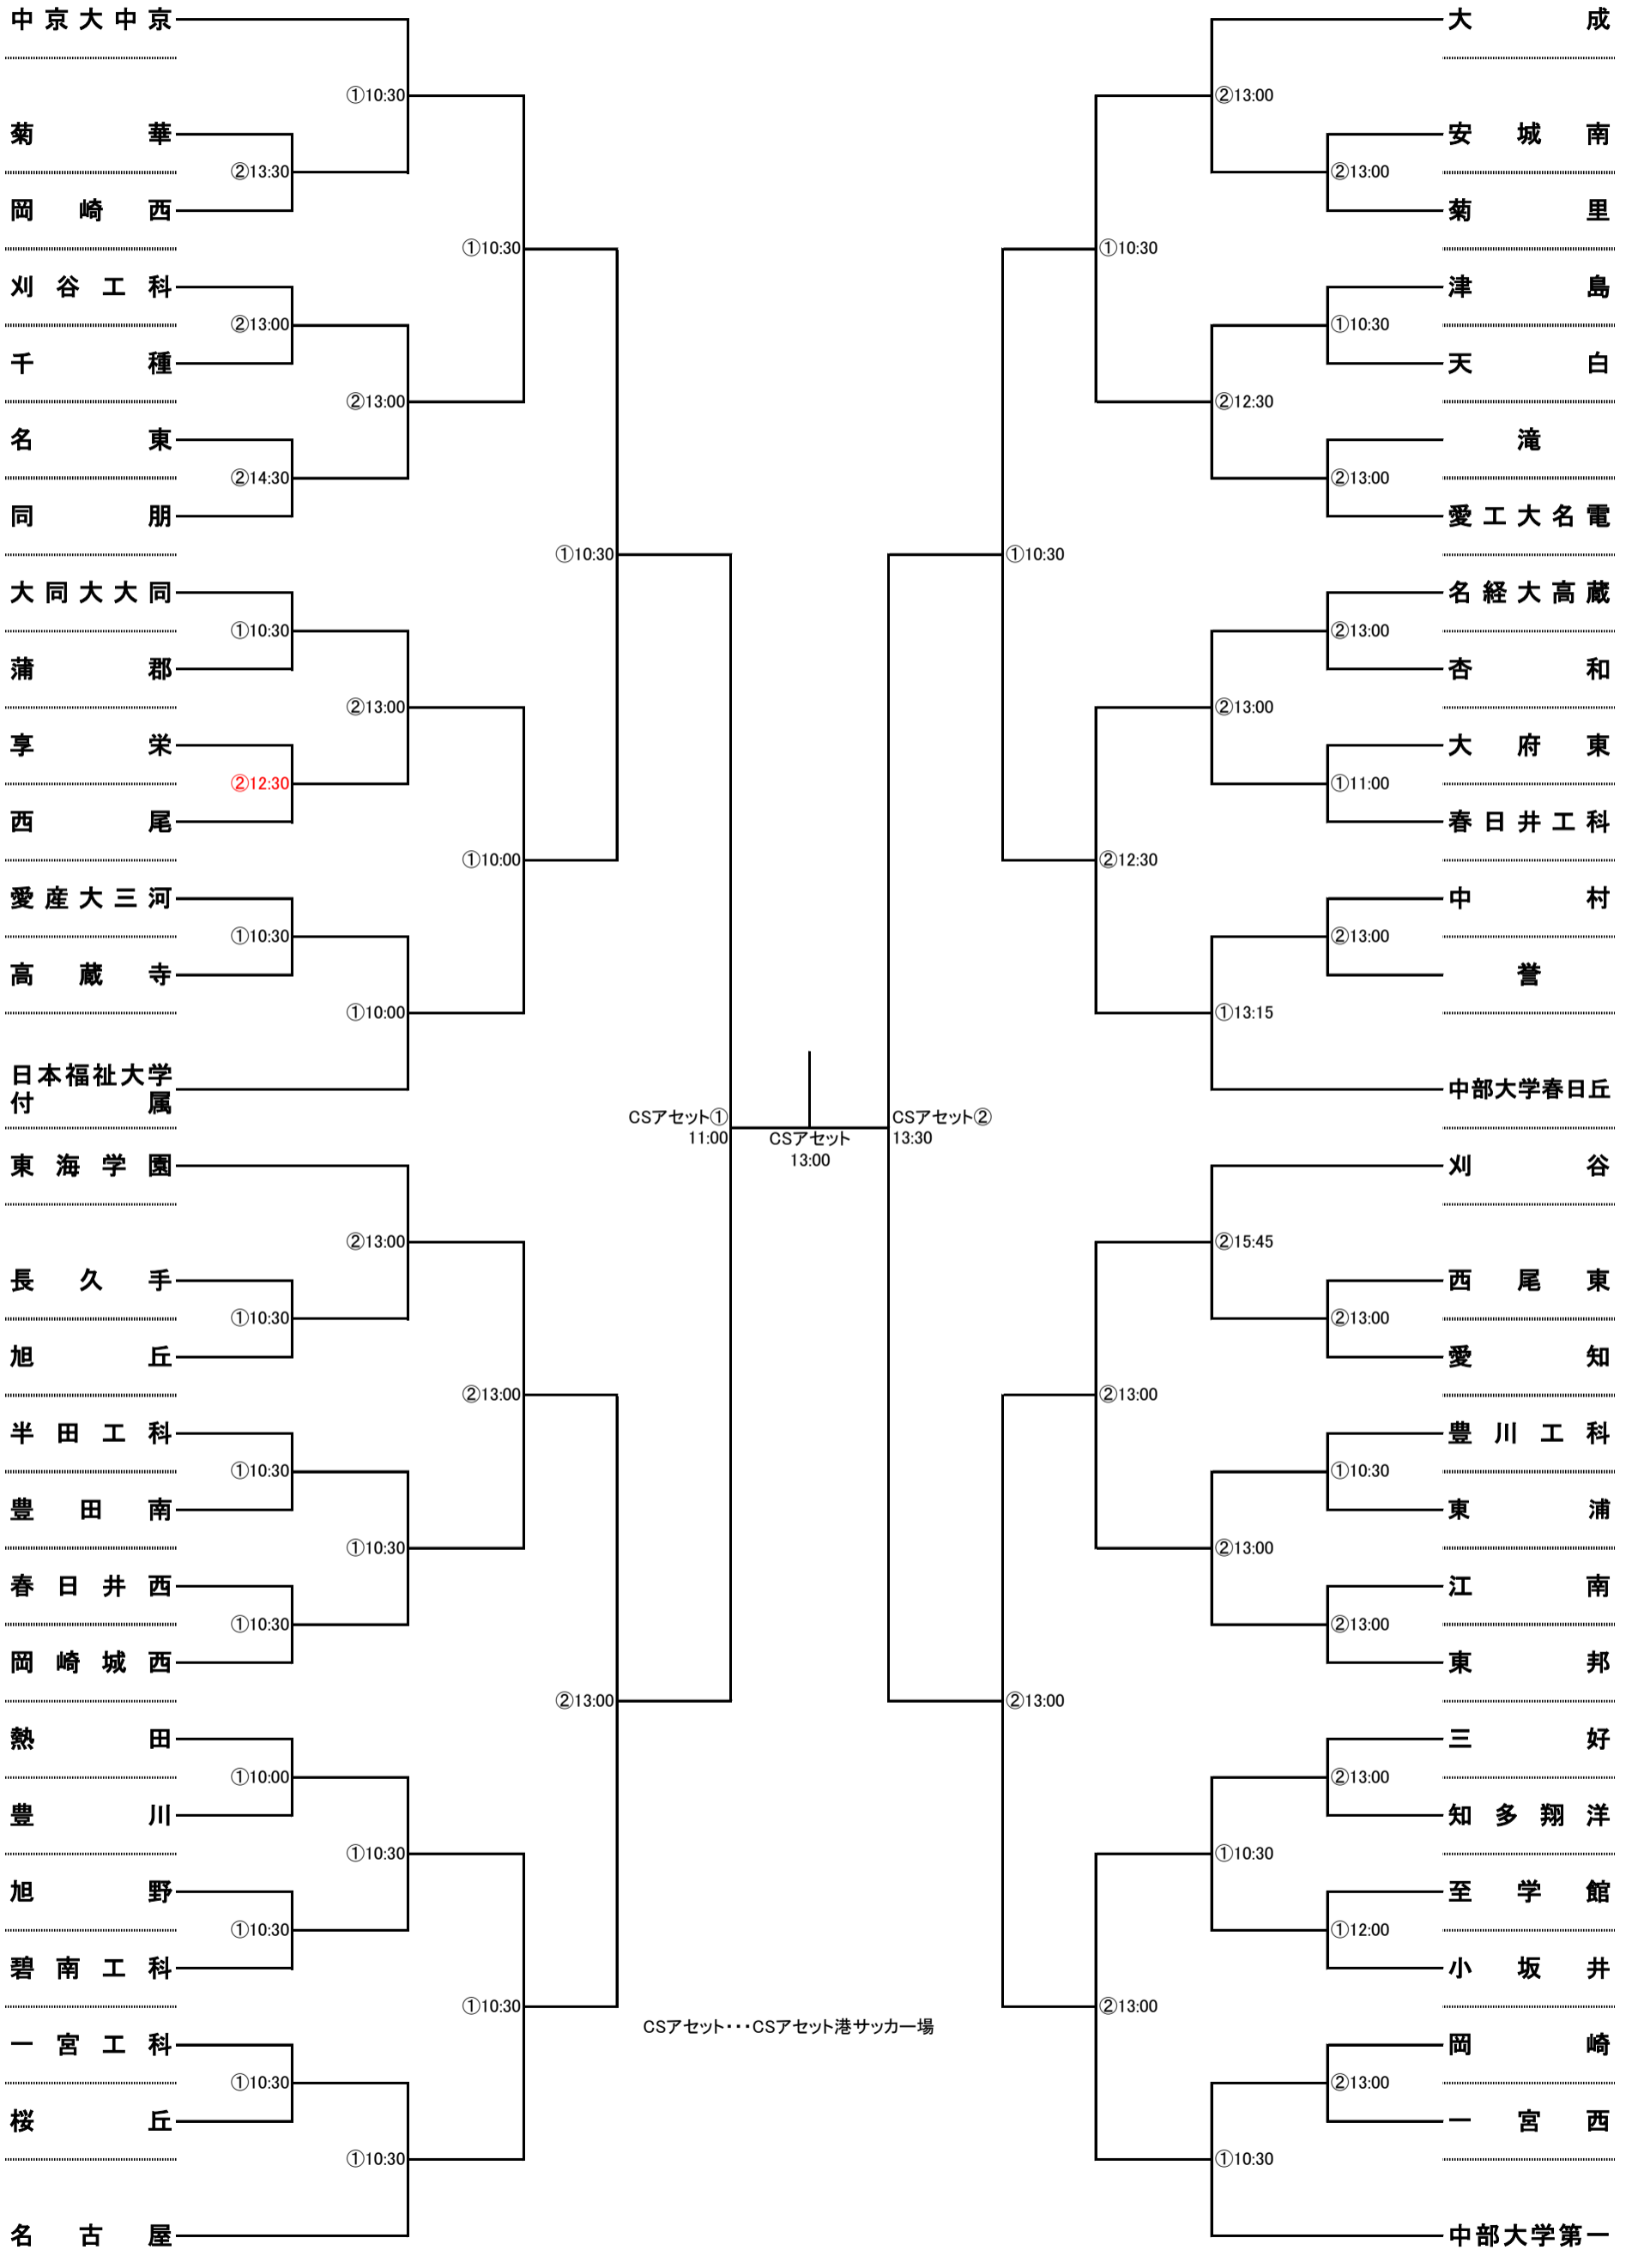 中京大中京
①10:30
菊華
②13:30
岡崎西
①10:30
刈谷工科
②13:00
千種
②13:00
名東
②14:30
同朋
①10:30
大同大大同
①10:30
蒲郡
②13:00
享栄
②12:30
西尾
①10:00
愛産大三河
①10:30
高蔵寺
①10:00
日本福祉大学
付属
CSアセット①
11:00
東海学園
②13:00
長久手
①10:30
旭丘
②13:00
半田工科
①10:30
豊田南
①10:30
春日井西
①10:30
岡崎城西
②13:00
熱田
①10:00
豊川
①10:30
旭野
①10:30
碧南工科
①10:30
一宮工科
①10:30
桜丘
①10:30
名古屋
CSアセット
13:00
CSアセット･･･CSアセット港サッカー場
大成
②13:00
安城南
②13:00
菊里
①10:30
津島
①10:30
天白
②12:30
滝
②13:00
愛工大名電
①10:30
名経大高蔵
②13:00
杏和
②13:00
大府東
①11:00
春日井工科
②12:30
中村
②13:00
誉
①13:15
中部大学春日丘
CSアセット②
13:30
刈谷
②15:45
西尾東
②13:00
愛知
②13:00
豊川工科
①10:30
東浦
②13:00
江南
②13:00
東邦
②13:00
三好
②13:00
知多翔洋
①10:30
至学館
①12:00
小坂井
②13:00
岡崎
②13:00
一宮西
①10:30
中部大学第一